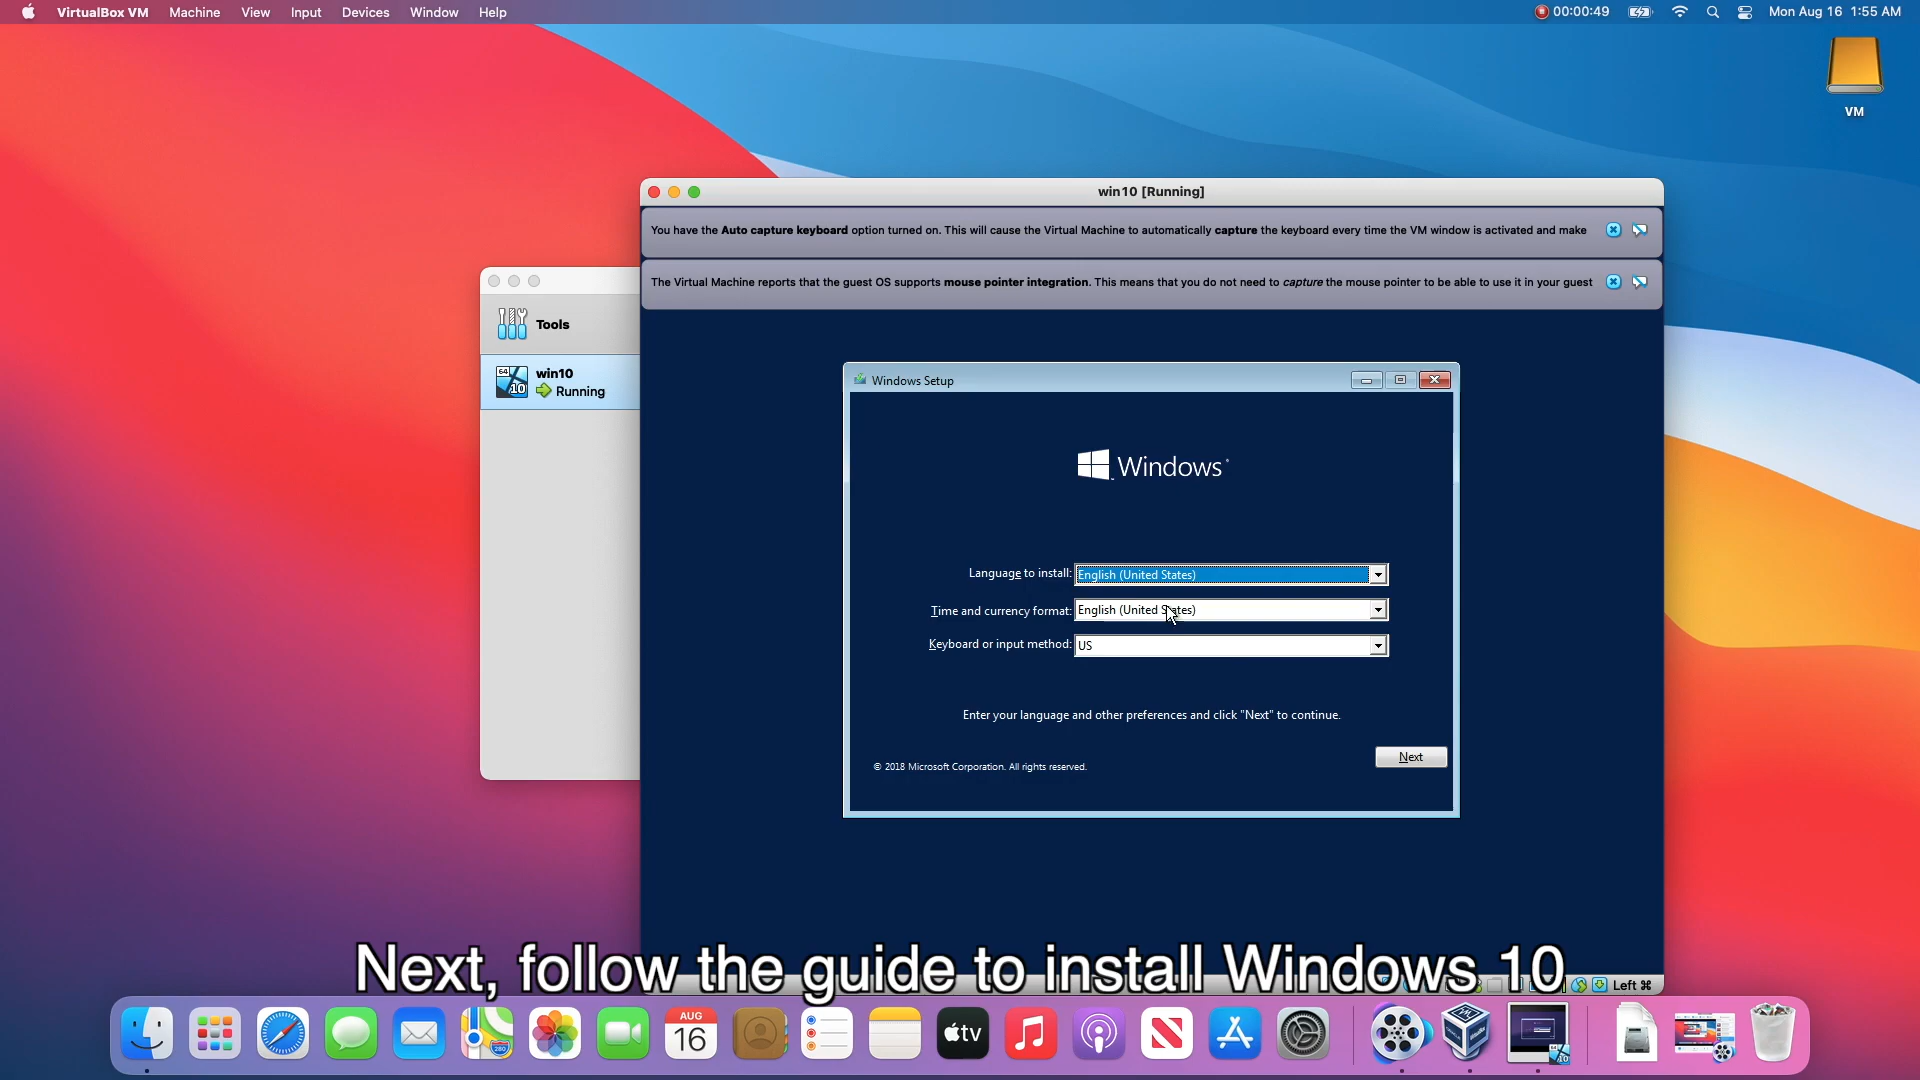 VirtualBox VM Machine View Input Devices Window Help 00:00:49 Mon Aug 16 1:55 AM
VM
win10 [Running]
You have the Auto capture keyboard option turned on. This will cause the Virtual Machine to automatically capture the keyboard every time the VM window is activated and make
The Virtual Machine reports that the guest OS supports mouse pointer integration. This means that you do not need to capture the mouse pointer to be able to use it in your guest
Tools
64
10
win10
Running
Windows Setup
Windows
Language to install: English (United States)
Time and currency format: English (United States)
Keyboard or input method: US
Enter your language and other preferences and click "Next" to continue.
Next
© 2018 Microsoft Corporation. All rights reserved.
Next, follow the guide to install Windows 10
Left ⌘
AUG
16
280
tv
10